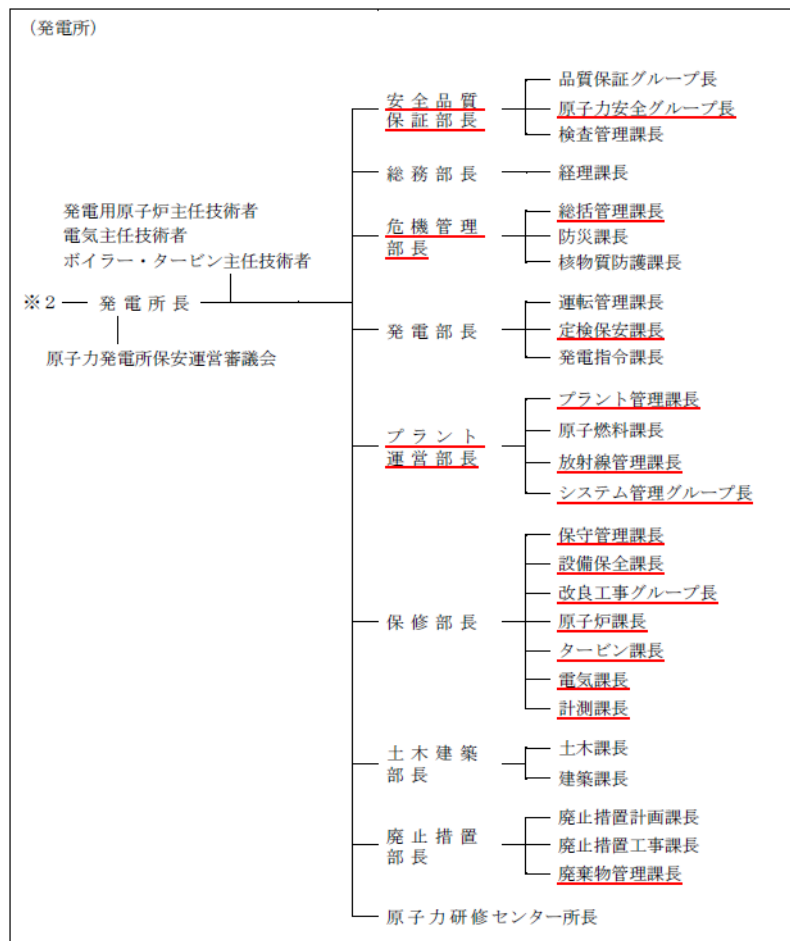 (発電所)
安全品質
保証部長
品質保証グループ長
原子力安全グループ長
検査管理課長
総務部長
経理課長
発電用原子炉主任技術者
電気主任技術者
ボイラー・タービン主任技術者
※2
発電所長
原子力発電所保安運営審議会
危機管理
部長
総括管理課長
防災課長
核物質防護課長
発電部長
運転管理課長
定検保安課長
発電指令課長
プラント
運営部長
プラント管理課長
原子燃料課長
放射線管理課長
システム管理グループ長
保修部長
保守管理課長
設備保全課長
改良工事グループ長
原子炉課長
タービン課長
電気課長
計測課長
土木建築
部長
土木課長
建築課長
廃止措置
部長
廃止措置計画課長
廃止措置工事課長
廃棄物管理課長
原子力研修センター所長